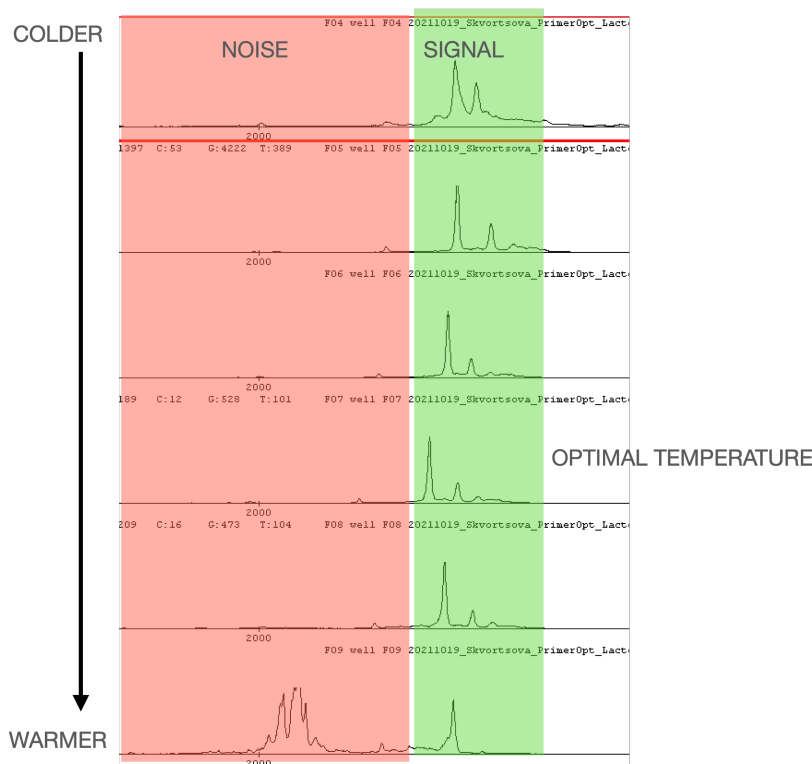 COLDER
F04 well F04 20211019_Skvortsova_PrimerOpt_Lact
NOISE
SIGNAL
2000
1397 C:53 G:4222 T:389 F05 well F05 20211019_Skvortsova_PrimerOpt_Lact
2000
F06 well F06 20211019_Skvortsova_PrimerOpt_Lact
2000
189 C:12 G:528 T:101 F07 well F07 20211019_Skvortsova_PrimerOpt_Lact
OPTIMAL TEMPERATURE
2000
209 C:16 G:473 T:104 F08 well F08 20211019_Skvortsova_PrimerOpt_Lact
2000
F09 well F09 20211019_Skvortsova_PrimerOpt_Lact
WARMER
2000